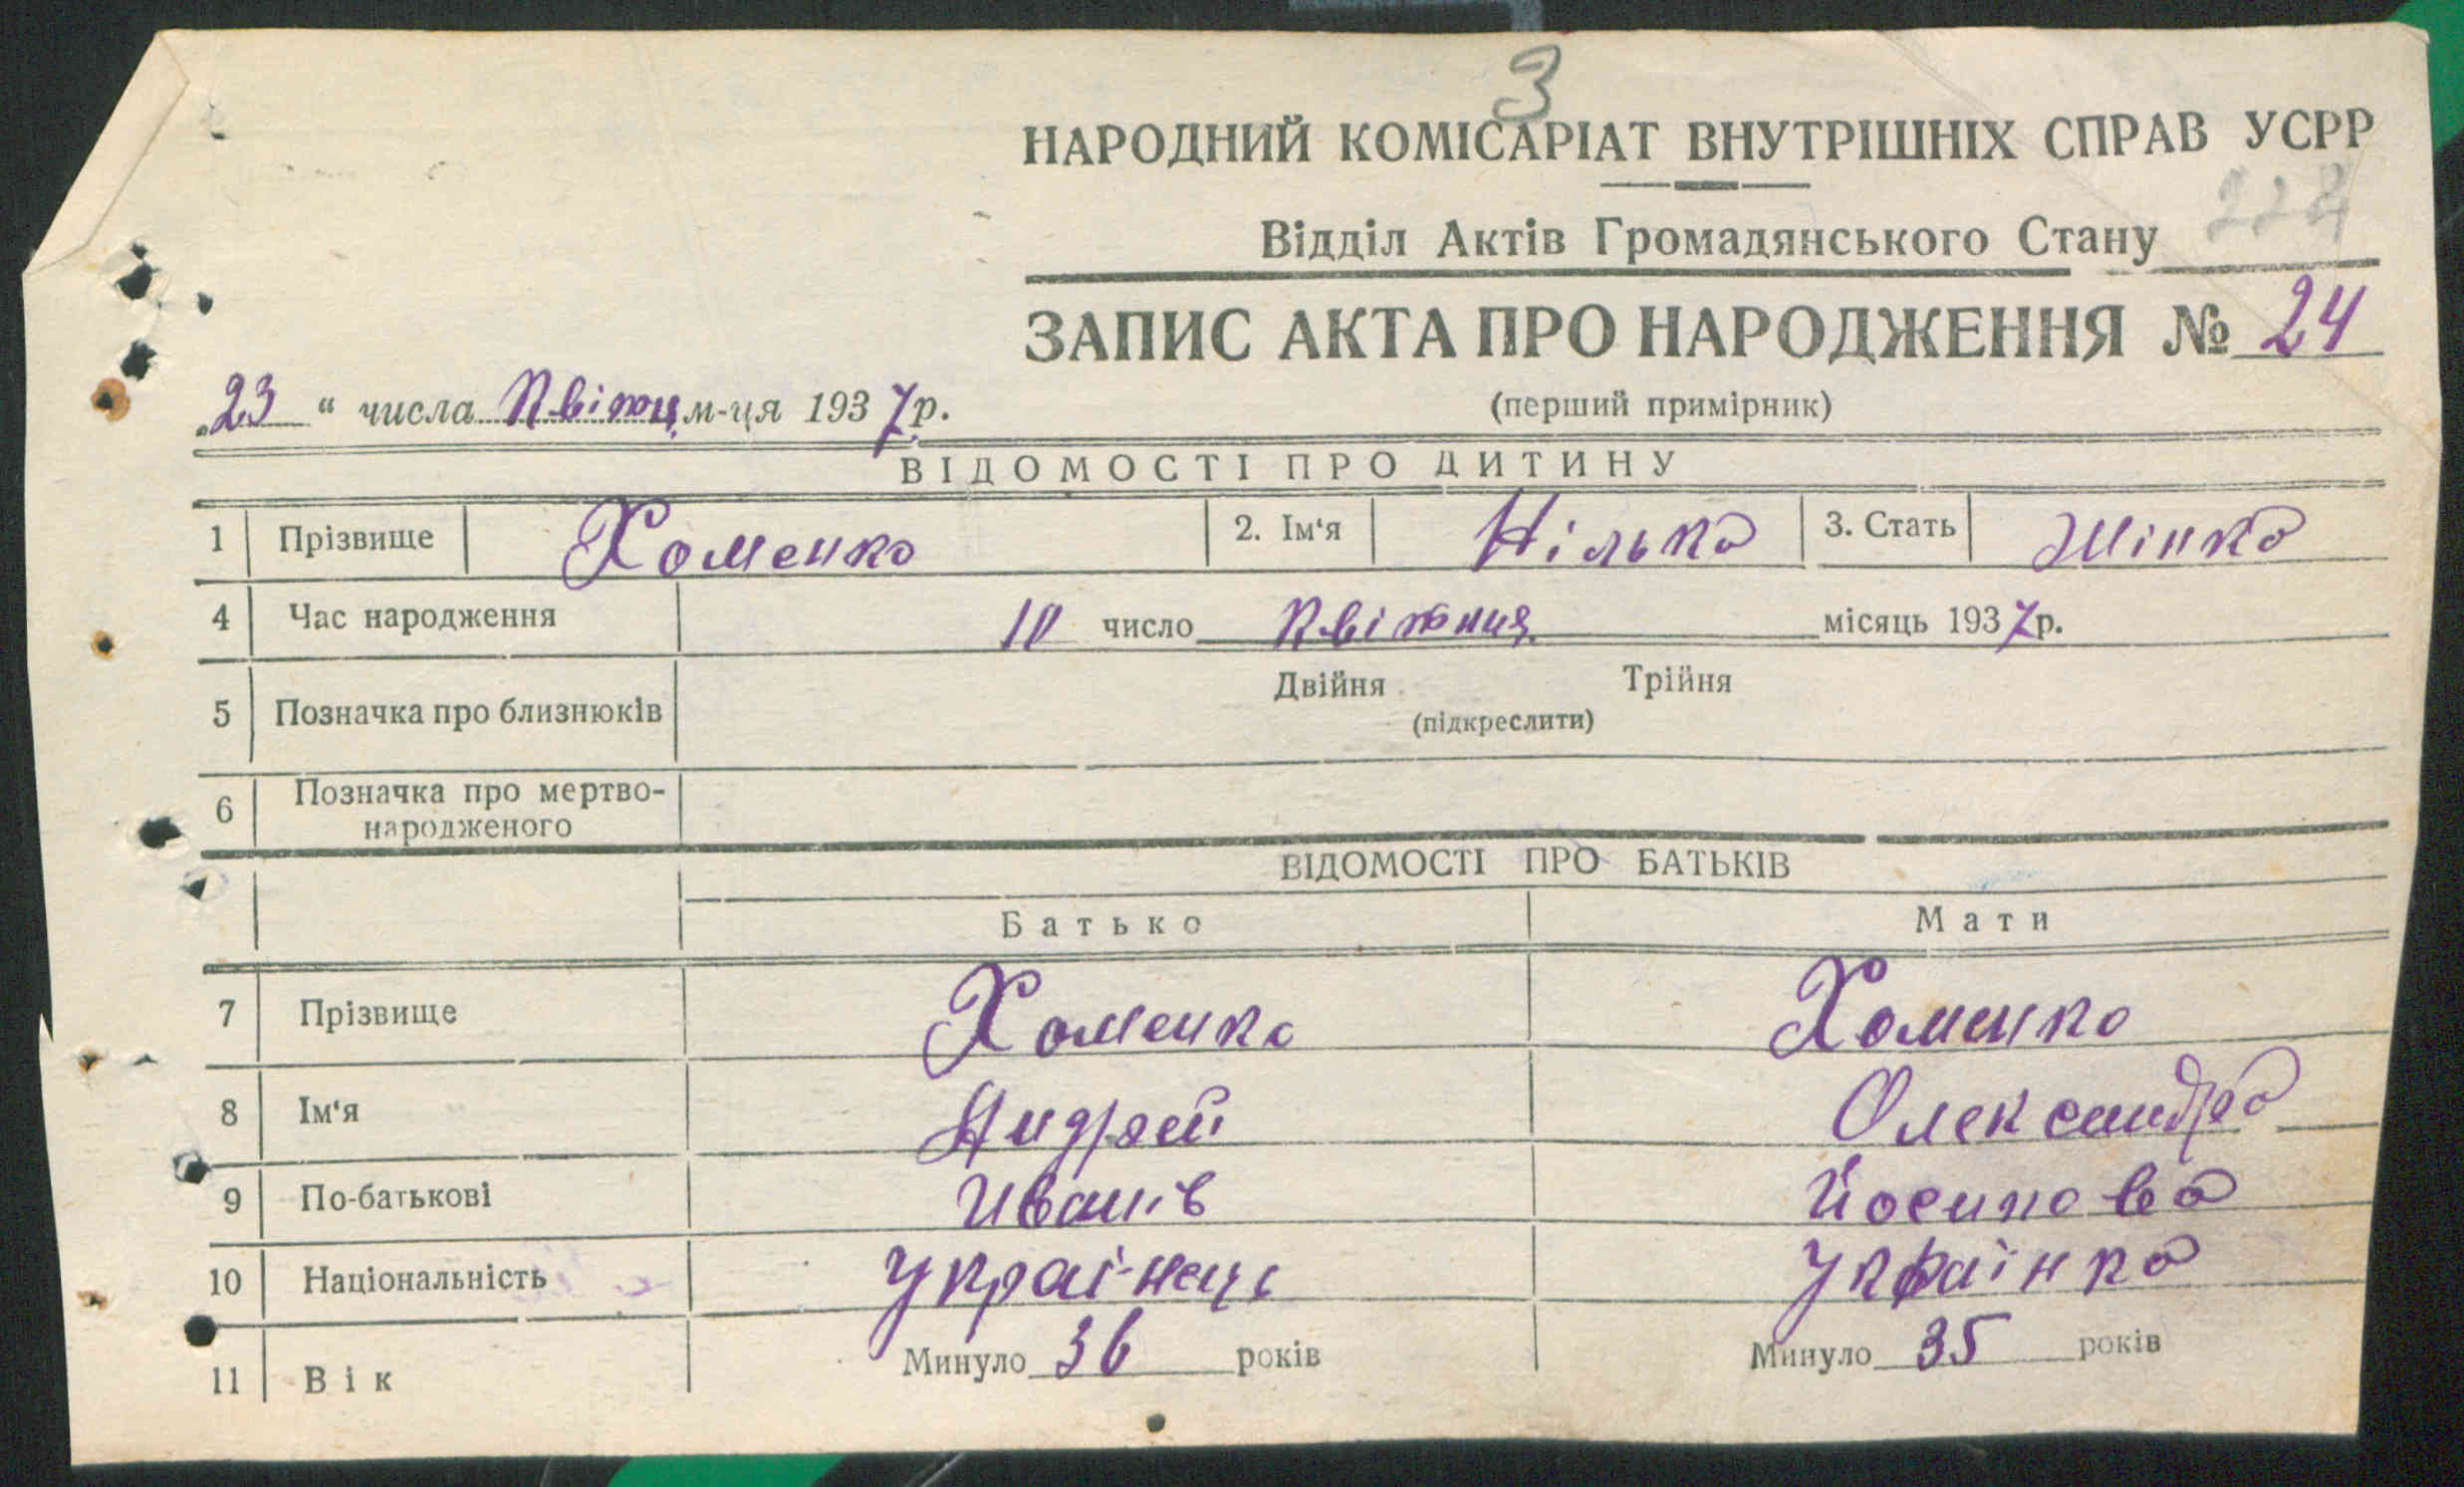 3
НАРОДНИЙ КОМІСАРІАТ ВНУТРІШНІХ СПРАВ УСРР
Відділ Актів Громадянського Стану
ЗАПИС АКТА ПРО НАРОДЖЕННЯ № 24
(перший примірник)
„23 “ числа Квітня м-ця 1937 р.
ВІДОМОСТІ ПРО ДИТИНУ
1 Прізвище Хоменко 2. Ім‘я Нілька 3. Стать жінка
4 Час народження 10 число Квітня місяць 1937 р.
Двійня Трійня
5 Позначка про близнюків
(підкреслити)
6 Позначка про мертво-
народженого
ВІДОМОСТІ ПРО БАТЬКІВ
Батько Мати
7 Прізвище Хоменко Хоменко
8 Ім‘я Андрей Олександра
9 По-батькові Иванів Йосипова
10 Національність Українець Українка
11 Вік Минуло 36 років Минуло 35 років